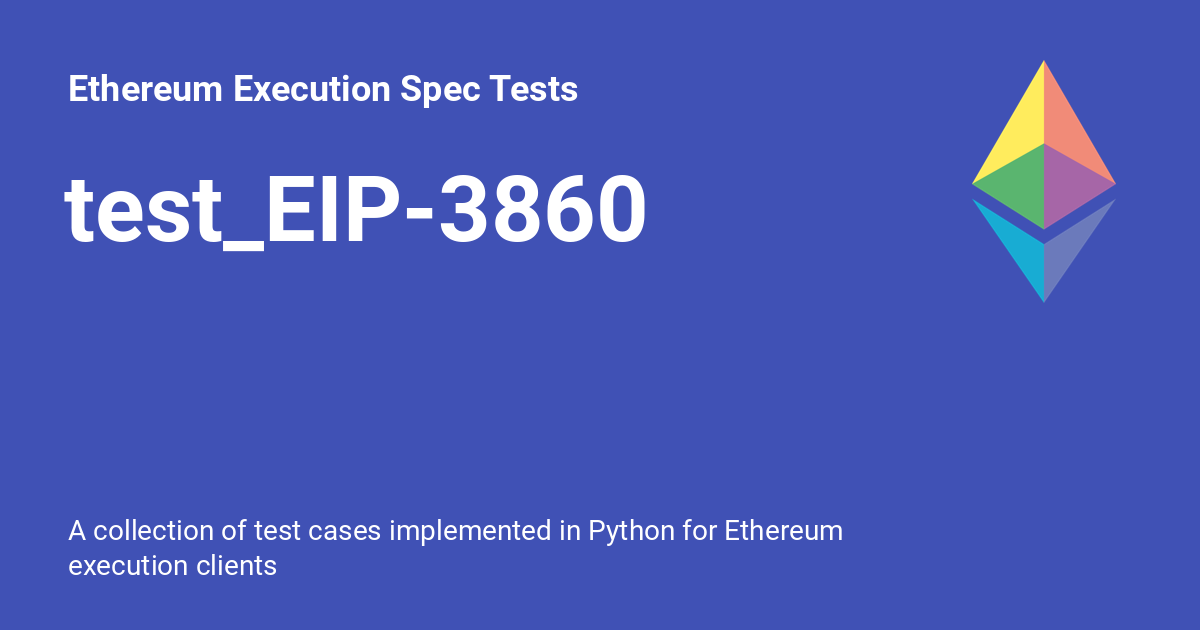 Ethereum Execution Spec Tests
test_EIP-3860
A collection of test cases implemented in Python for Ethereum
execution clients